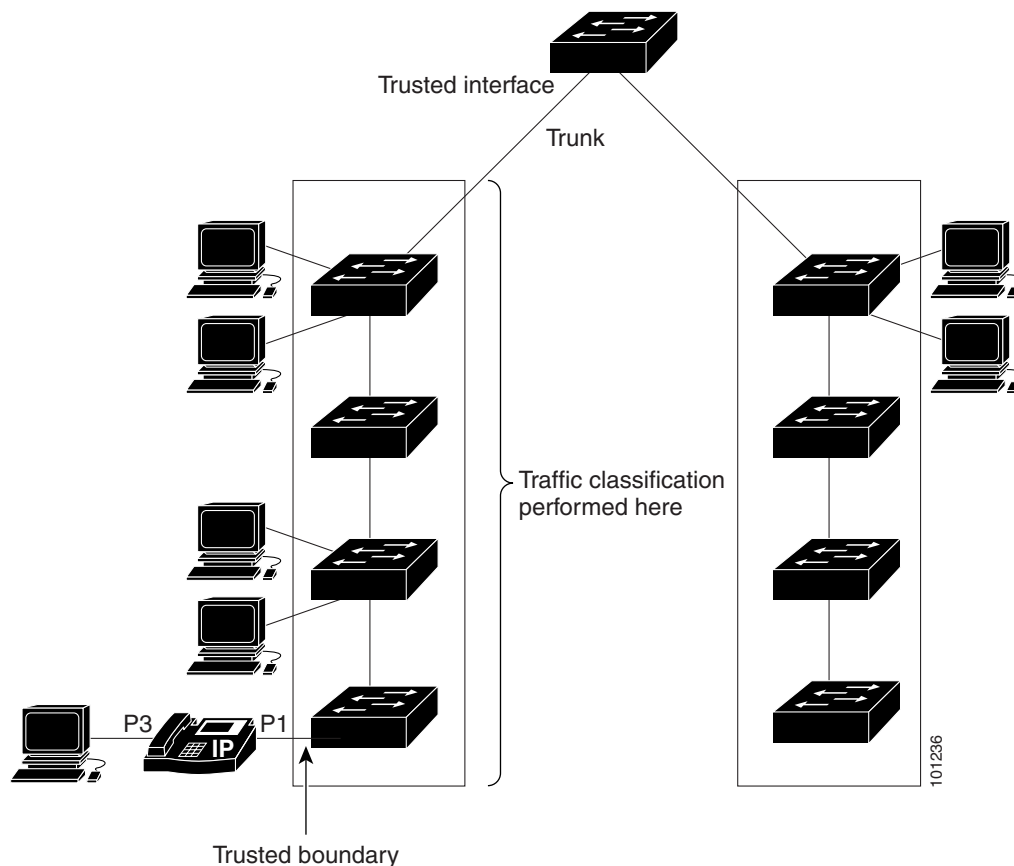 Trusted interface
Trunk
Traffic classification
performed here
P3
IP
P1
101236
Trusted boundary